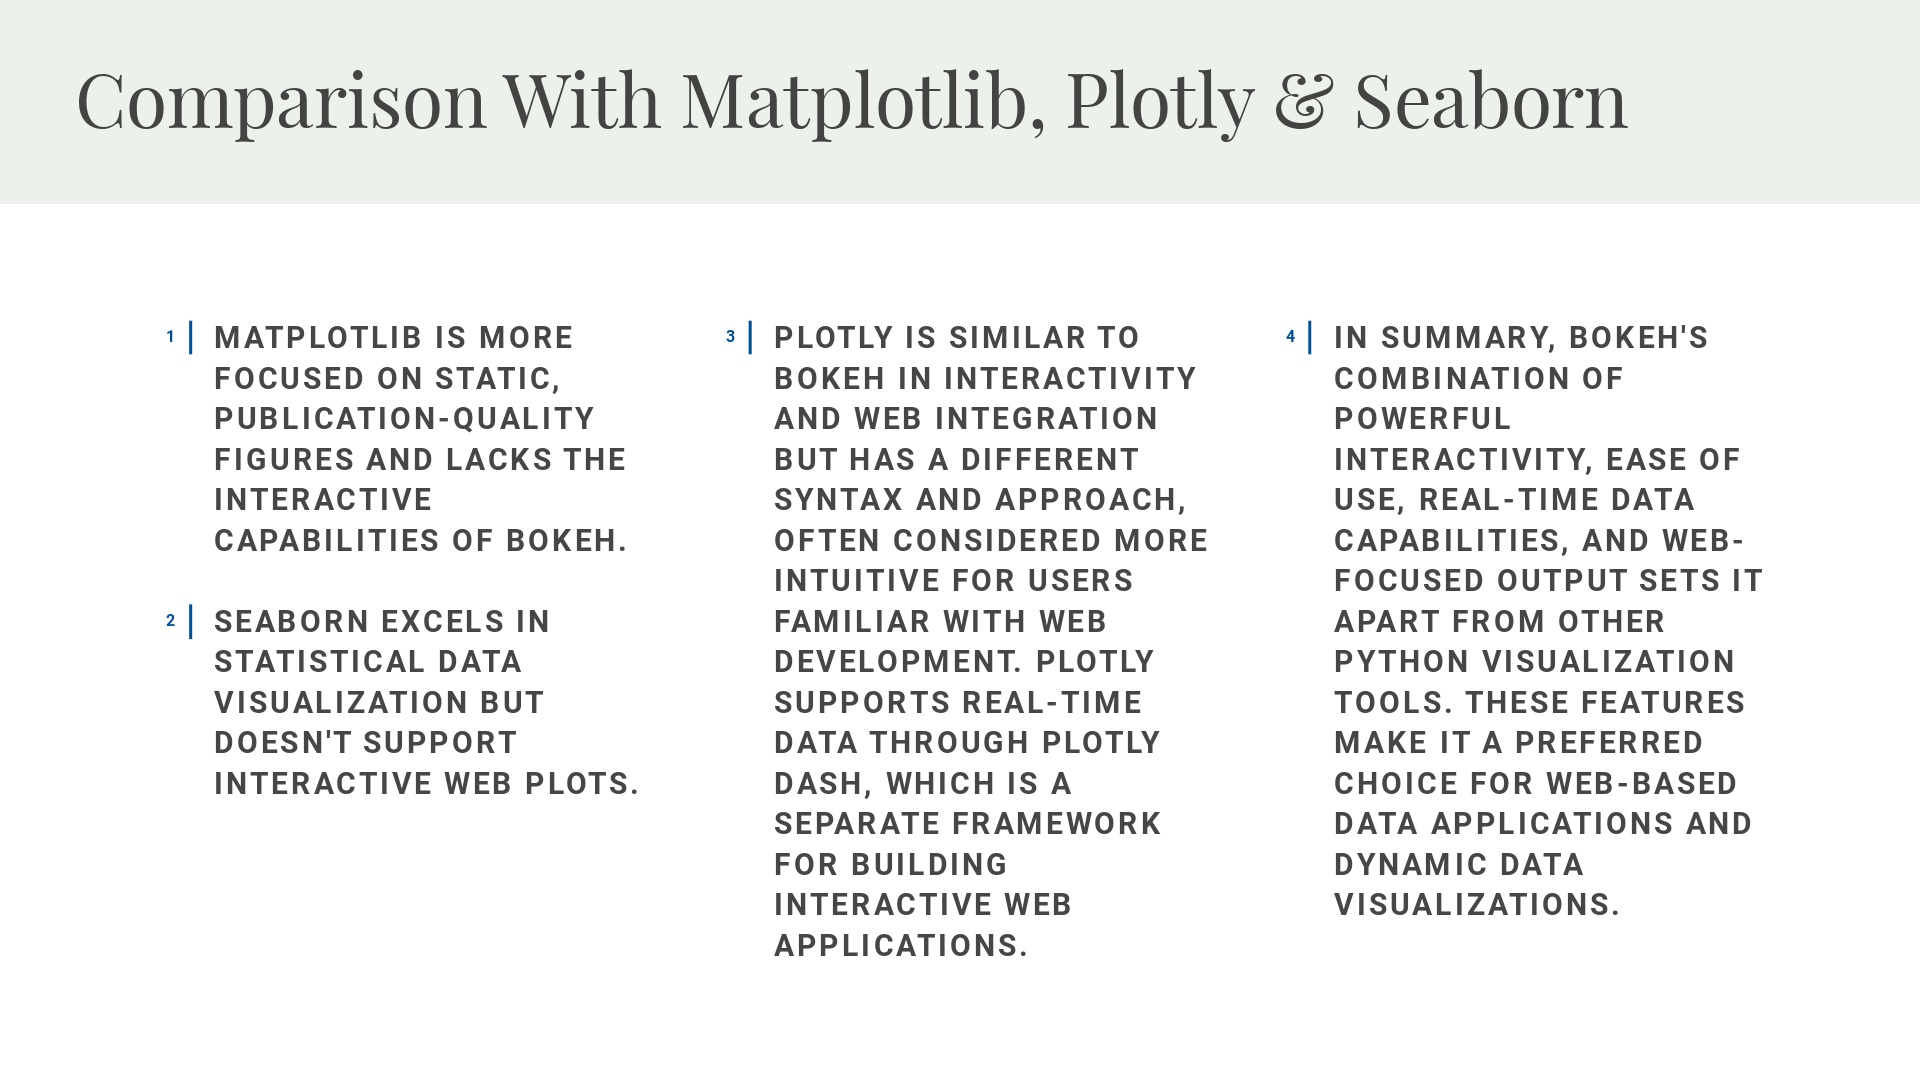 Comparison With Matplotlib, Plotly & Seaborn
1
MATPLOTLIB IS MORE
FOCUSED ON STATIC,
PUBLICATION-QUALITY
FIGURES AND LACKS THE
INTERACTIVE
CAPABILITIES OF BOKEH.
2
SEABORN EXCELS IN
STATISTICAL DATA
VISUALIZATION BUT
DOESN'T SUPPORT
INTERACTIVE WEB PLOTS.
3
PLOTLY IS SIMILAR TO
BOKEH IN INTERACTIVITY
AND WEB INTEGRATION
BUT HAS A DIFFERENT
SYNTAX AND APPROACH,
OFTEN CONSIDERED MORE
INTUITIVE FOR USERS
FAMILIAR WITH WEB
DEVELOPMENT. PLOTLY
SUPPORTS REAL-TIME
DATA THROUGH PLOTLY
DASH, WHICH IS A
SEPARATE FRAMEWORK
FOR BUILDING
INTERACTIVE WEB
APPLICATIONS.
4
IN SUMMARY, BOKEH'S
COMBINATION OF
POWERFUL
INTERACTIVITY, EASE OF
USE, REAL-TIME DATA
CAPABILITIES, AND WEB-
FOCUSED OUTPUT SETS IT
APART FROM OTHER
PYTHON VISUALIZATION
TOOLS. THESE FEATURES
MAKE IT A PREFERRED
CHOICE FOR WEB-BASED
DATA APPLICATIONS AND
DYNAMIC DATA
VISUALIZATIONS.